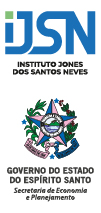 iJSN
INSTITUTO JONES
DOS SANTOS NEVES
GOVERNO DO ESTADO
DO ESPÍRITO SANTO
Secretaria de Economia
e Planejamento